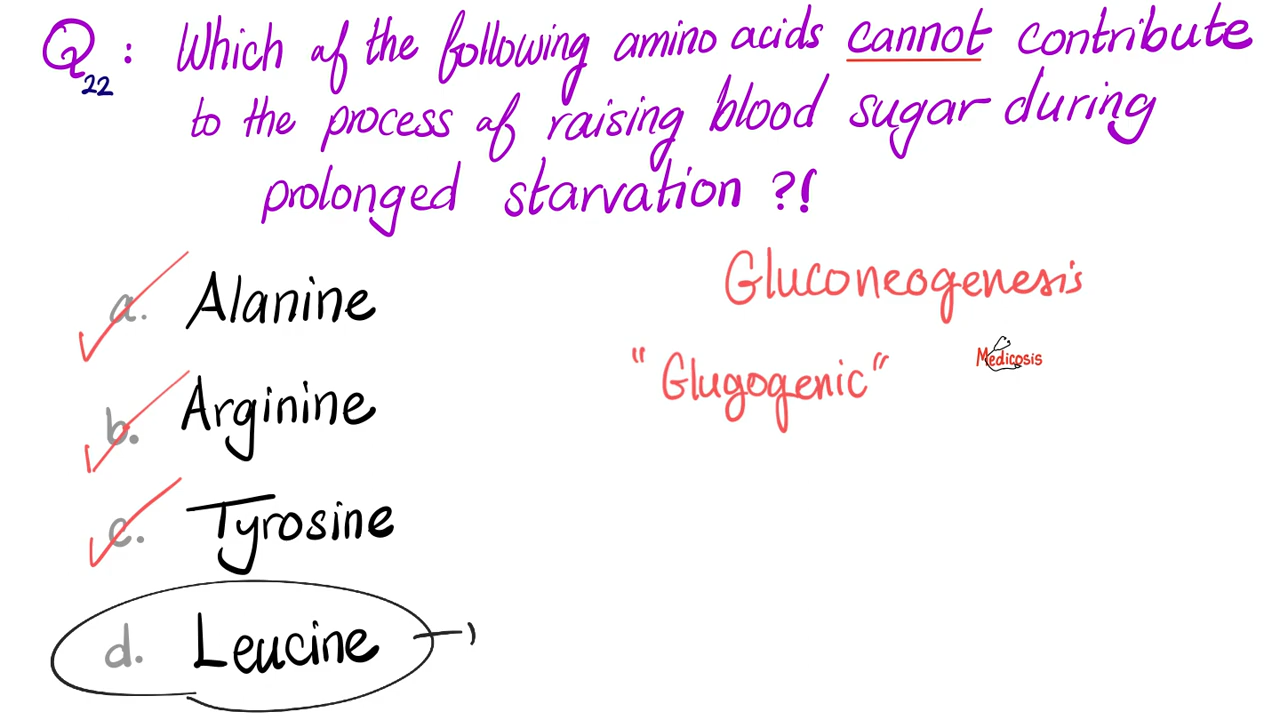 Q22: Which of the following amino acids cannot contribute
to the process of raising blood sugar during
prolonged starvation ?!
a. Alanine
Gluconeogenesis
Medicosis
"Glugogenic"
b. Arginine
c. Tyrosine
d. Leucine